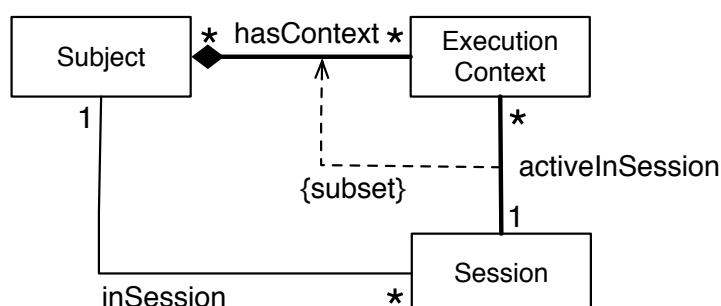 * hasContext *
Subject
Execution
Context
1
*
activeInSession
{subset}
1
Session
inSession
*